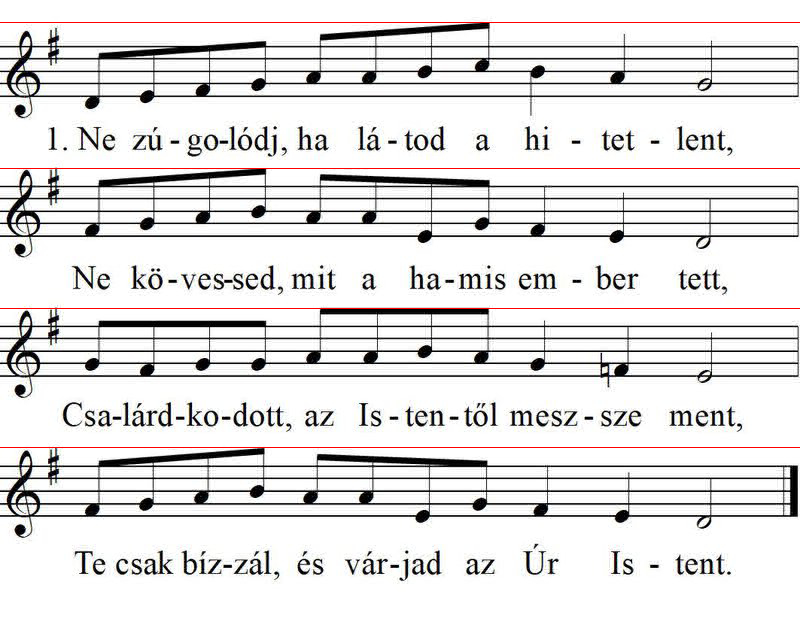 1. Ne zú - go-lódj, ha lá - tod a hi - tet - lent,
Ne kö - ves-sed, mit a ha - mis em - ber tett,
Csa-lárd-ko-dott, az Is - ten - től mesz - sze ment,
Te csak bíz-zál, és vár-jad az Úr Is - tent.